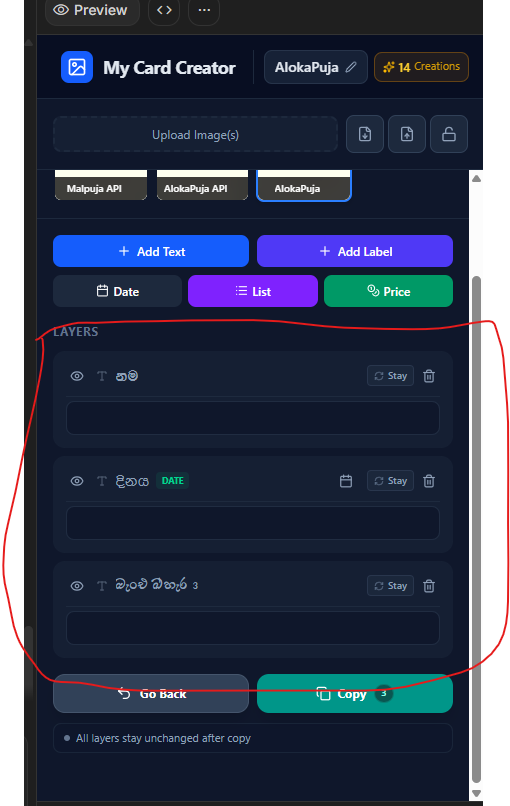 Preview
My Card Creator
AlokaPuja
14 Creations
Upload Image(s)
Malpuja API
AlokaPuja API
AlokaPuja
+ Add Text
+ Add Label
Date
List
Price
LAYERS
නම
Stay
දිනය DATE
Stay
3
Stay
Go Back
Copy 3
All layers stay unchanged after copy